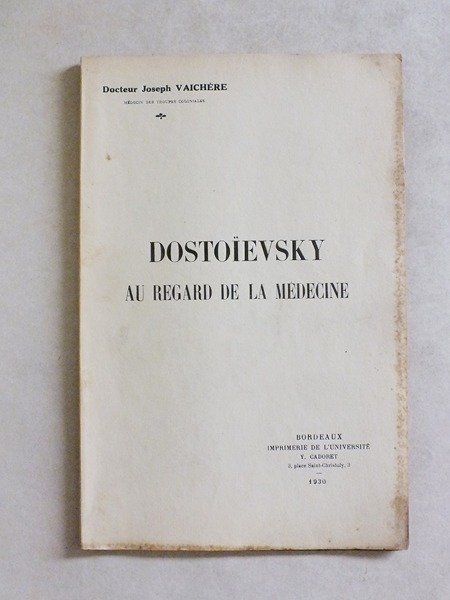 Docteur Joseph VAICHÈRE
MÉDECIN DES TROUPES COLONIALES
DOSTOÏEVSKY
AU REGARD DE LA MÉDECINE
BORDEAUX
IMPRIMERIE DE L'UNIVERSITÉ
Y. CADORET
3, place Saint-Christoly, 3
1930